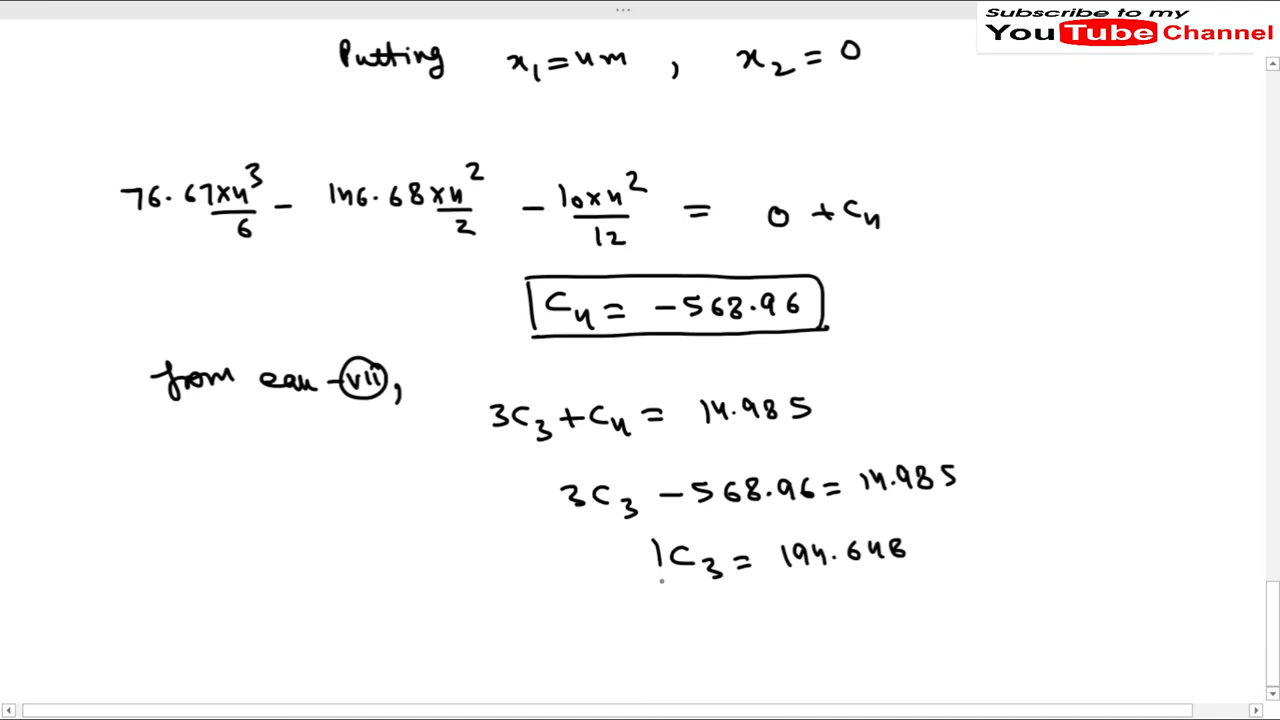 Subscribe to my
YouTube Channel
Putting x₁=4m , x₂=0
76.67×4³/6 - 146.68×4²/2 - 10×4²/12 = 0 + C₄
C₄ = -568.96
from eqn - vii,
3C₃ + C₄ = 14.985
3C₃ - 568.96 = 14.985
C₃ = 194.648